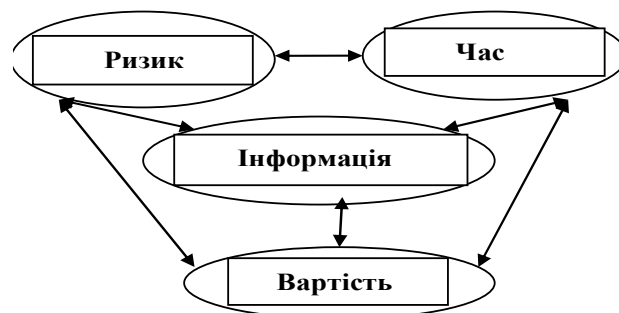 Ризик
Час
Інформація
Вартість